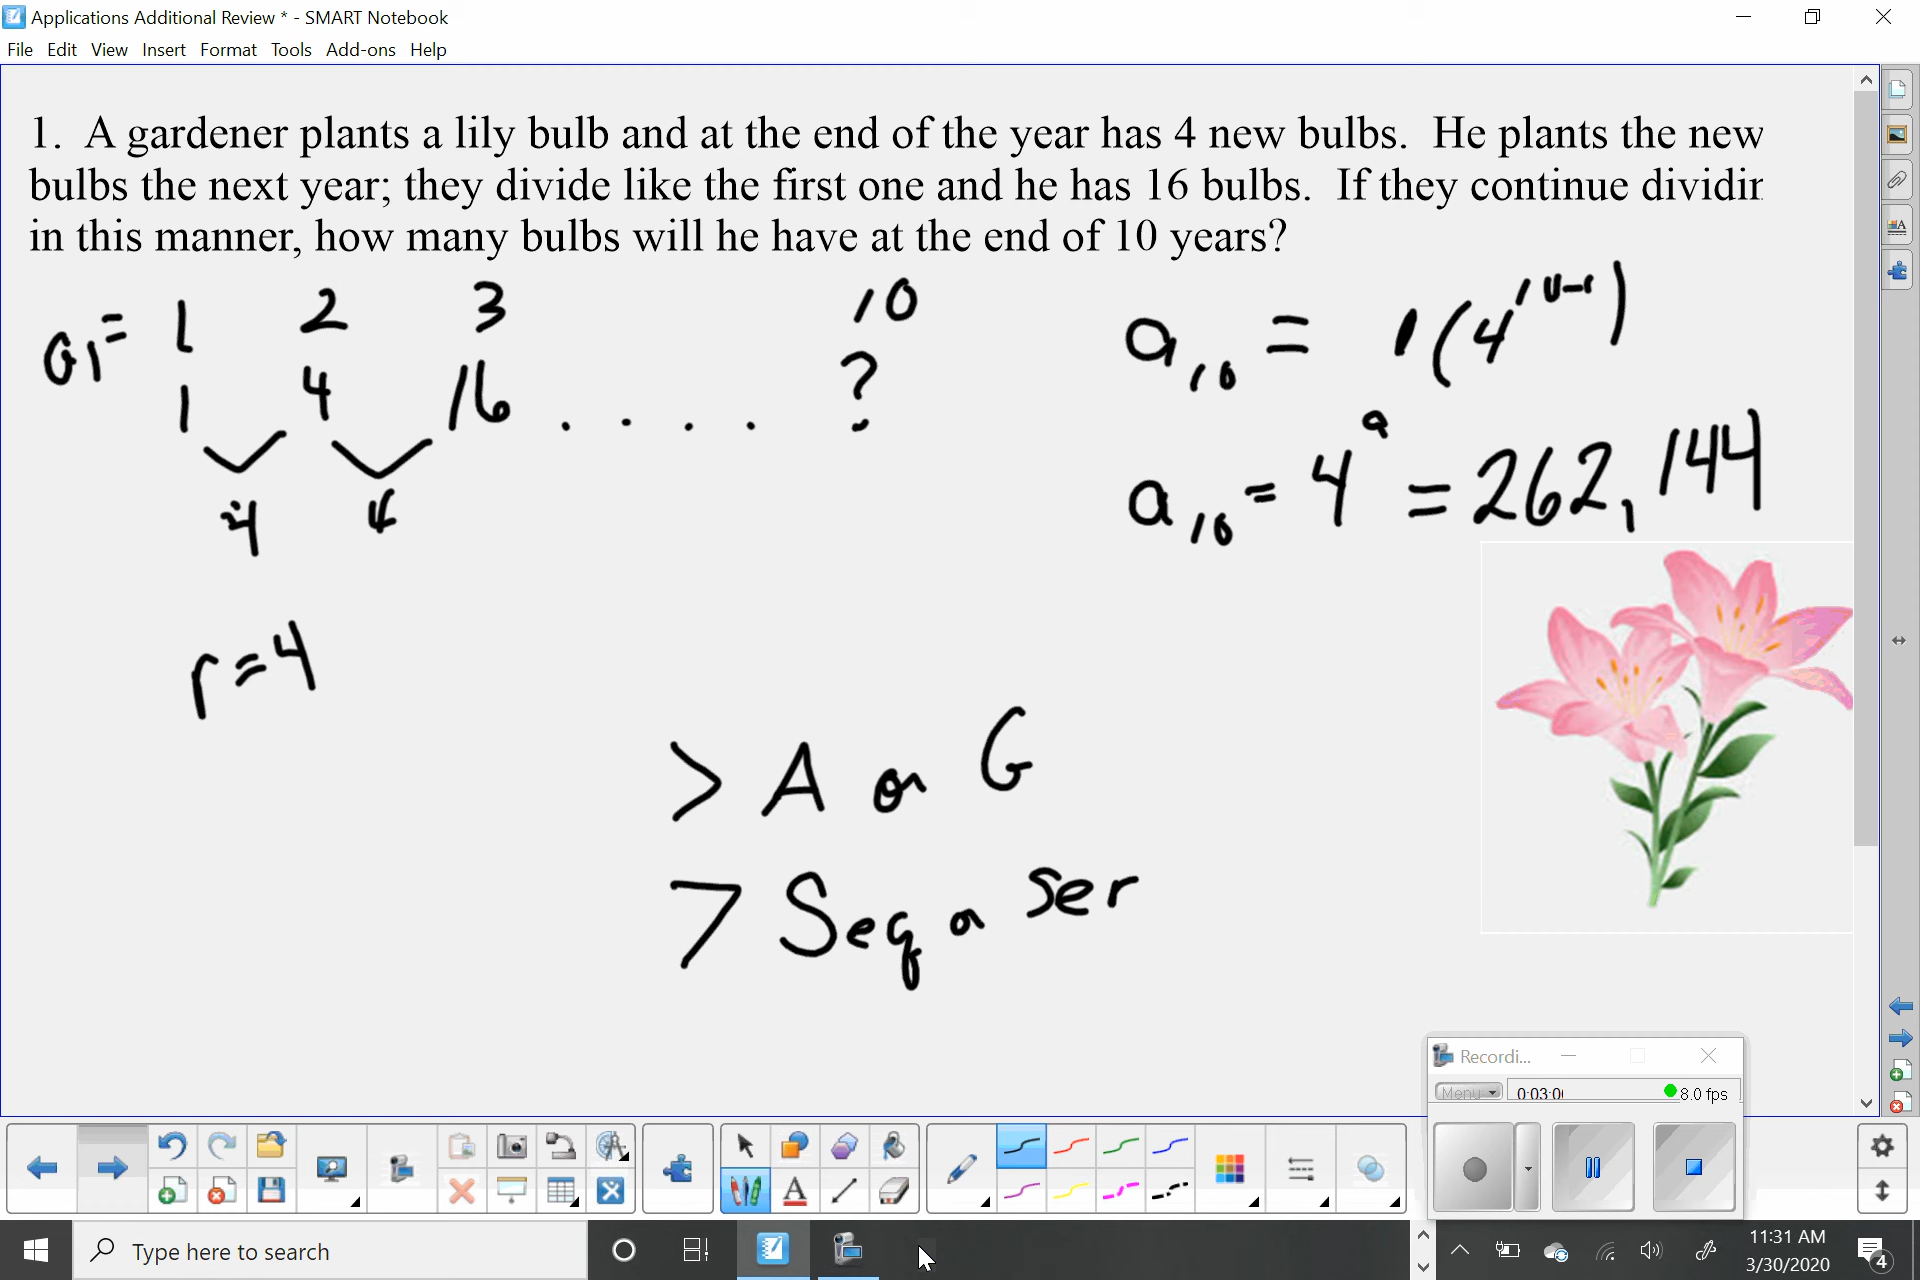 Applications Additional Review * - SMART Notebook
File Edit View Insert Format Tools Add-ons Help
1. A gardener plants a lily bulb and at the end of the year has 4 new bulbs. He plants the new
bulbs the next year; they divide like the first one and he has 16 bulbs. If they continue dividin
in this manner, how many bulbs will he have at the end of 10 years?
a1 = 1 2 3 10
1 4 16 . . . . ?
4 4
r = 4
a10 = 1(4^10-1)
a10 = 4^9 = 262,144
> A or G
> Seq or ser
Recordi...
Menu 0:03:0 8.0 fps
Type here to search
11:31 AM
3/30/2020
4